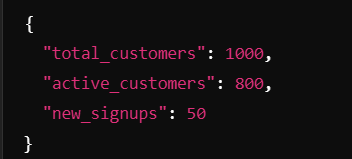 {
"total_customers": 1000,
"active_customers": 800,
"new_signups": 50
}